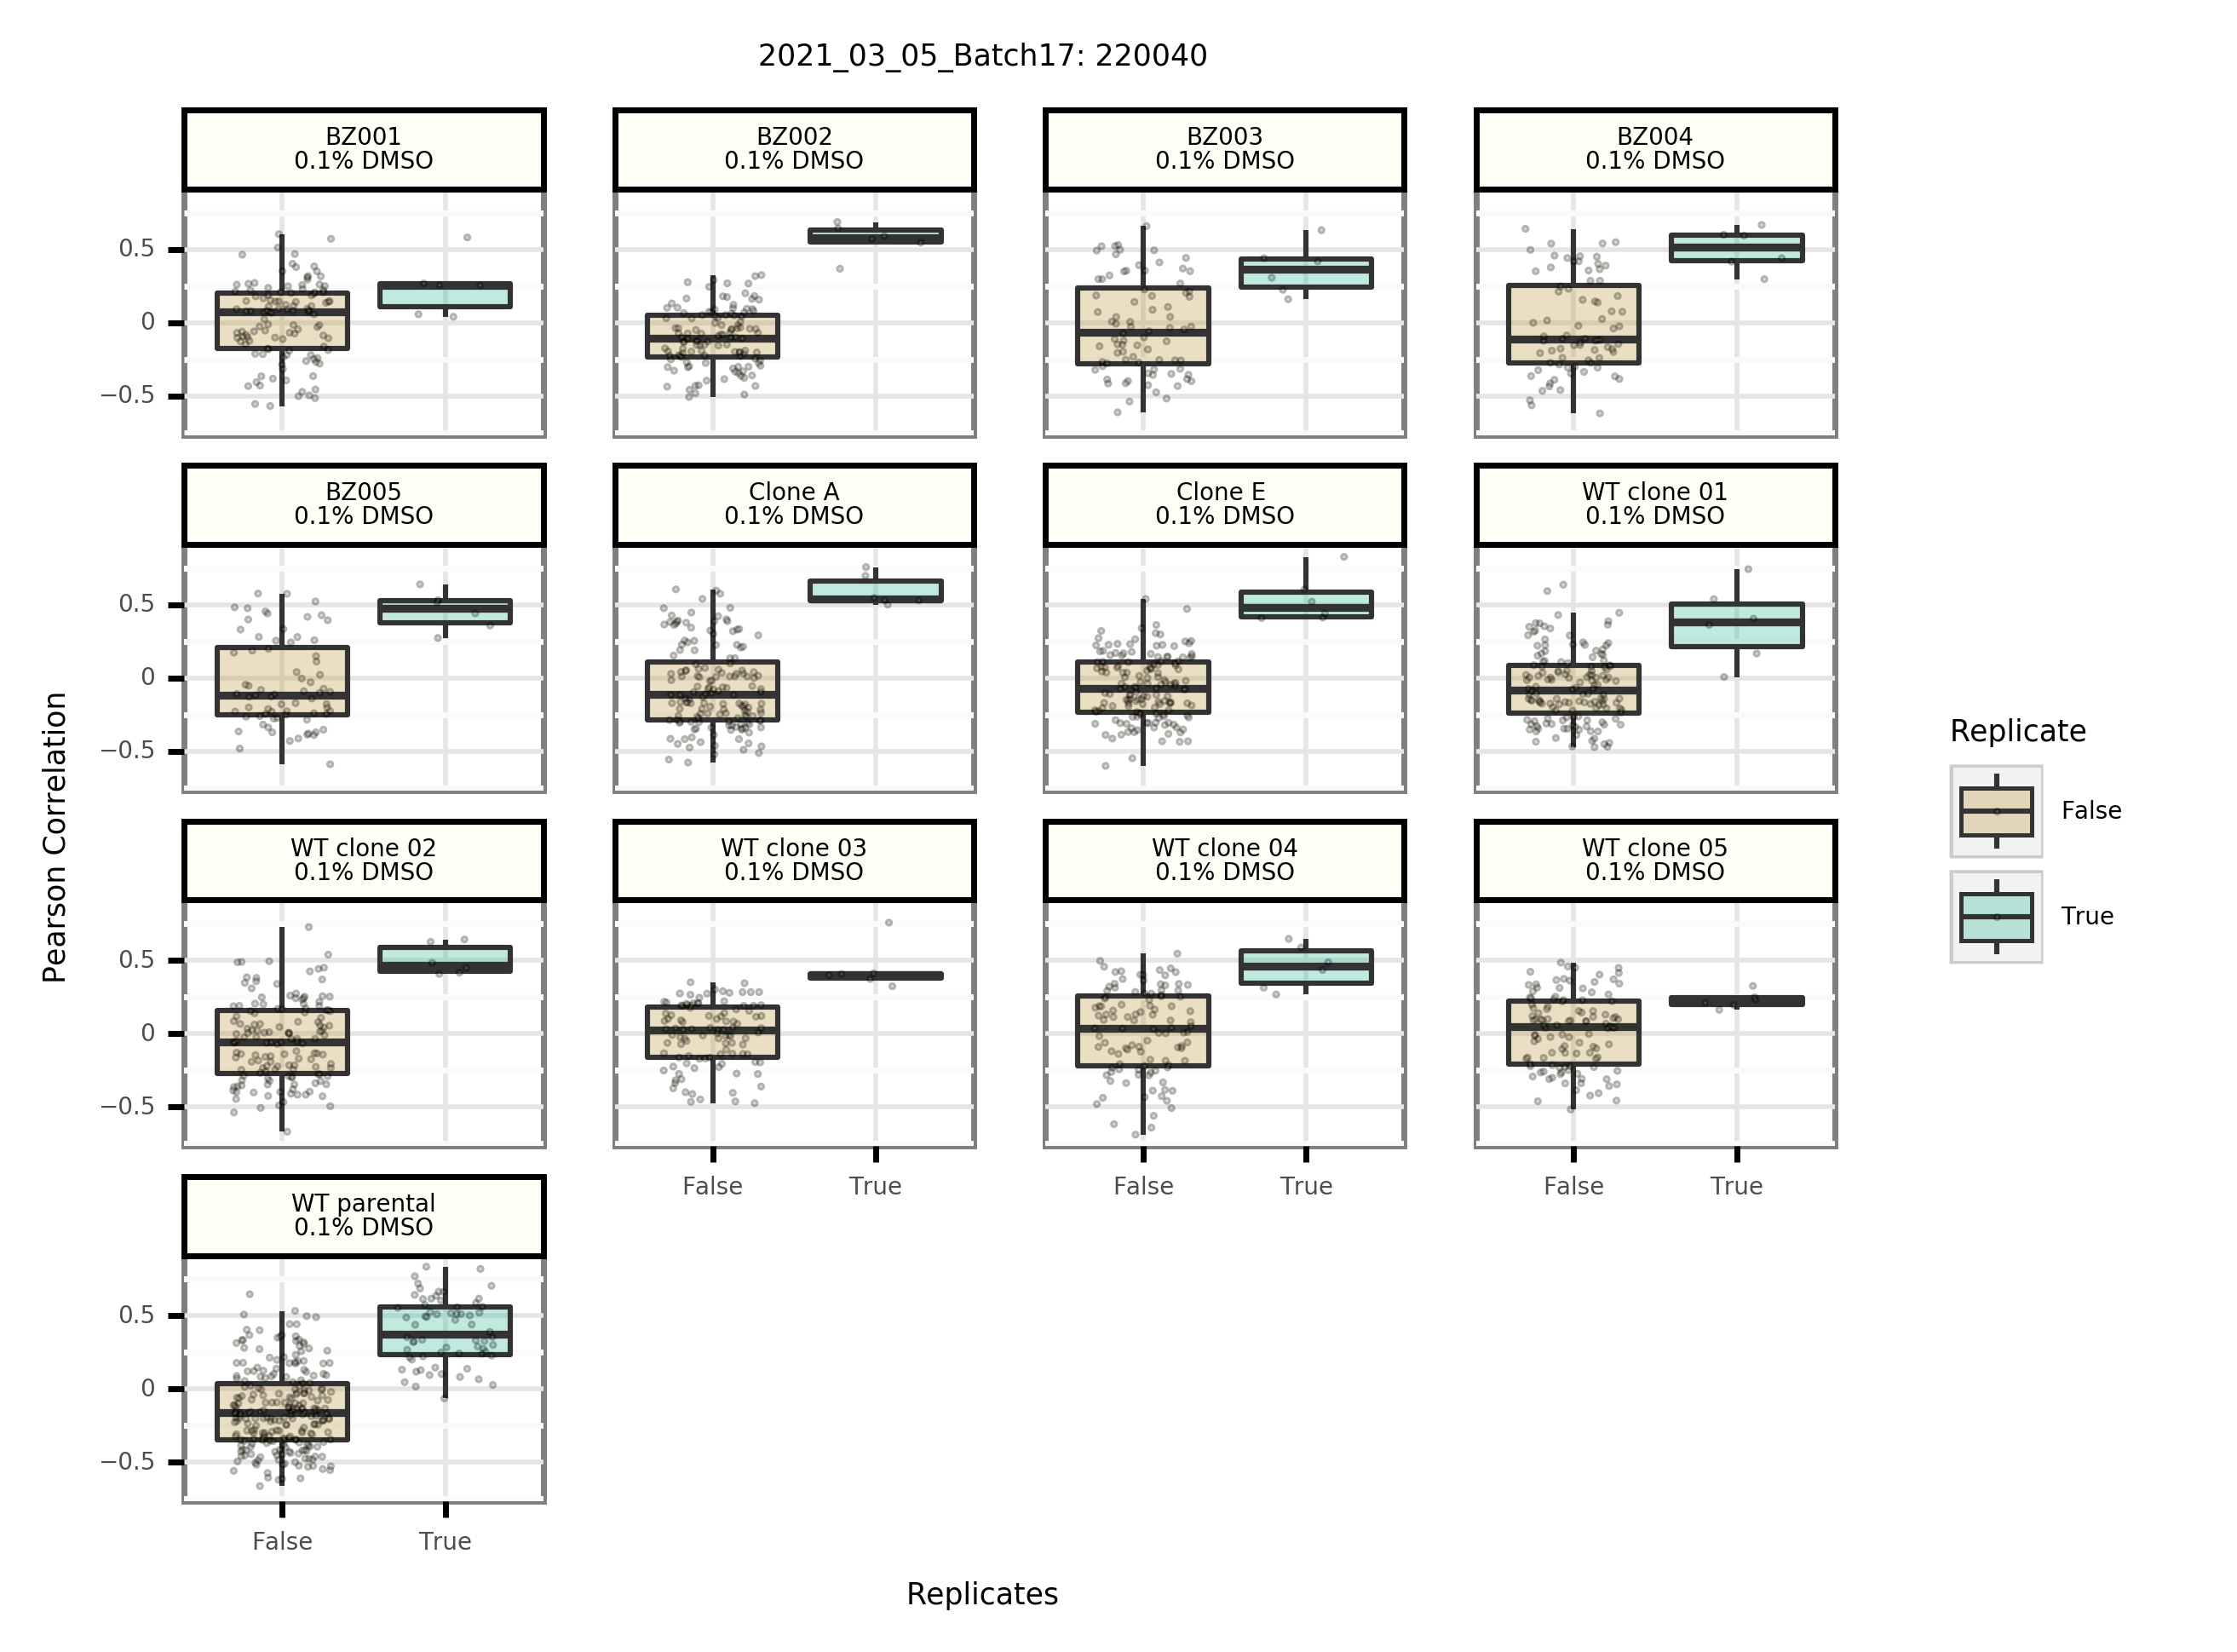 2021_03_05_Batch17: 220040
BZ001
0.1% DMSO
BZ002
0.1% DMSO
BZ003
0.1% DMSO
BZ004
0.1% DMSO
0.5
0
−0.5
BZ005
0.1% DMSO
Clone A
0.1% DMSO
Clone E
0.1% DMSO
WT clone 01
0.1% DMSO
0.5
0
−0.5
WT clone 02
0.1% DMSO
WT clone 03
0.1% DMSO
WT clone 04
0.1% DMSO
WT clone 05
0.1% DMSO
0.5
0
−0.5
False
True
False
True
False
True
WT parental
0.1% DMSO
0.5
0
−0.5
False
True
Pearson Correlation
Replicates
Replicate
False
True